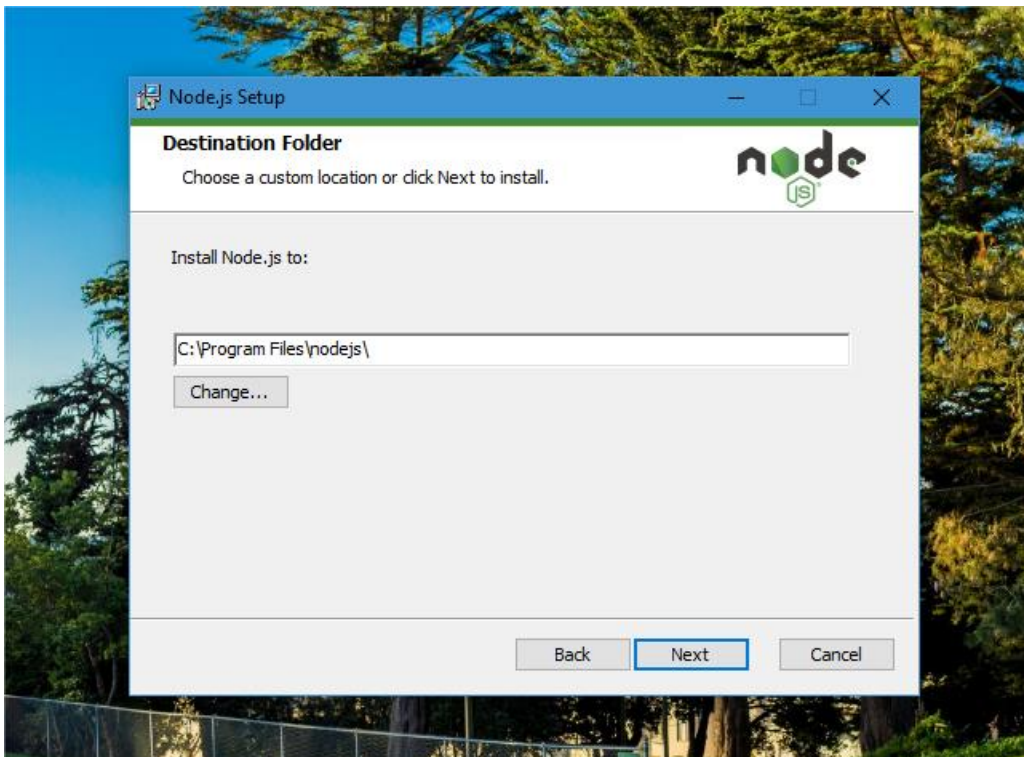 Node.js Setup
Destination Folder
Choose a custom location or click Next to install.
node
JS
Install Node.js to:
C:\Program Files\nodejs\
Change...
Back Next Cancel